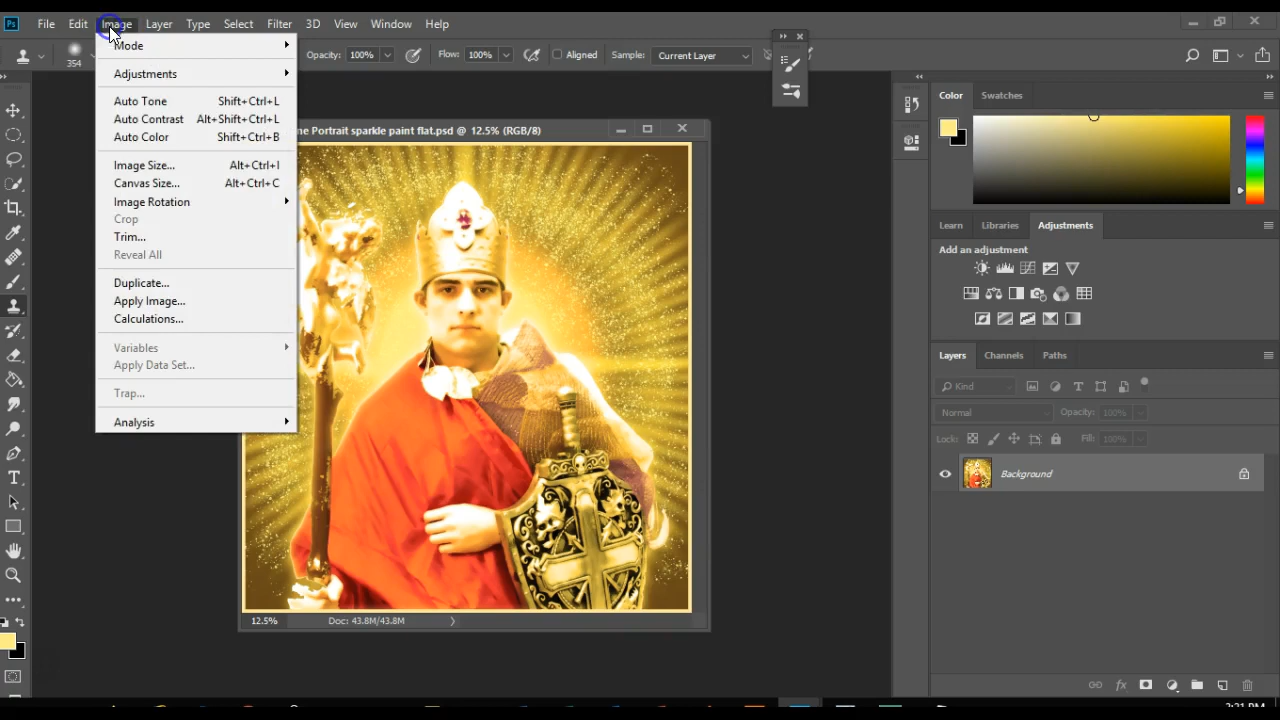 Ps File Edit Image Layer Type Select Filter 3D View Window Help
354 Opacity: 100% Flow: 100% Aligned Sample: Current Layer
Mode
Adjustments
Auto Tone Shift+Ctrl+L
Auto Contrast Alt+Shift+Ctrl+L
Auto Color Shift+Ctrl+B
Image Size... Alt+Ctrl+I
Canvas Size... Alt+Ctrl+C
Image Rotation
Crop
Trim...
Reveal All
Duplicate...
Apply Image...
Calculations...
Variables
Apply Data Set...
Trap...
Analysis
Portrait sparkle paint flat.psd @ 12.5% (RGB/8)
12.5% Doc: 43.8M/43.8M
Color Swatches
Learn Libraries Adjustments
Add an adjustment
Layers Channels Paths
Kind
Normal Opacity: 100%
Lock: Fill: 100%
Background